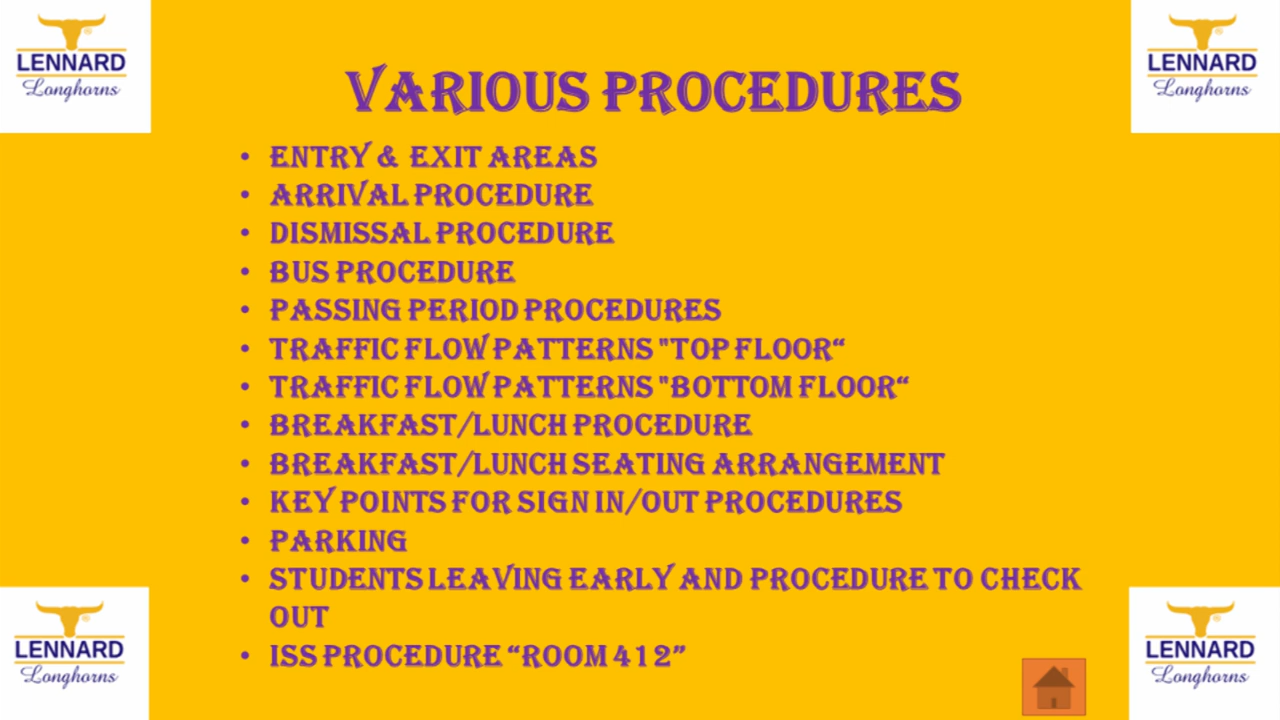 LENNARD
Longhorns
LENNARD
Longhorns
VARIOUS PROCEDURES
• ENTRY & EXIT AREAS
• ARRIVAL PROCEDURE
• DISMISSAL PROCEDURE
• BUS PROCEDURE
• PASSING PERIOD PROCEDURES
• TRAFFIC FLOW PATTERNS "TOP FLOOR“
• TRAFFIC FLOW PATTERNS "BOTTOM FLOOR“
• BREAKFAST/LUNCH PROCEDURE
• BREAKFAST/LUNCH SEATING ARRANGEMENT
• KEY POINTS FOR SIGN IN/OUT PROCEDURES
• PARKING
• STUDENTS LEAVING EARLY AND PROCEDURE TO CHECK
OUT
• ISS PROCEDURE “ROOM 412”
LENNARD
Longhorns
LENNARD
Longhorns